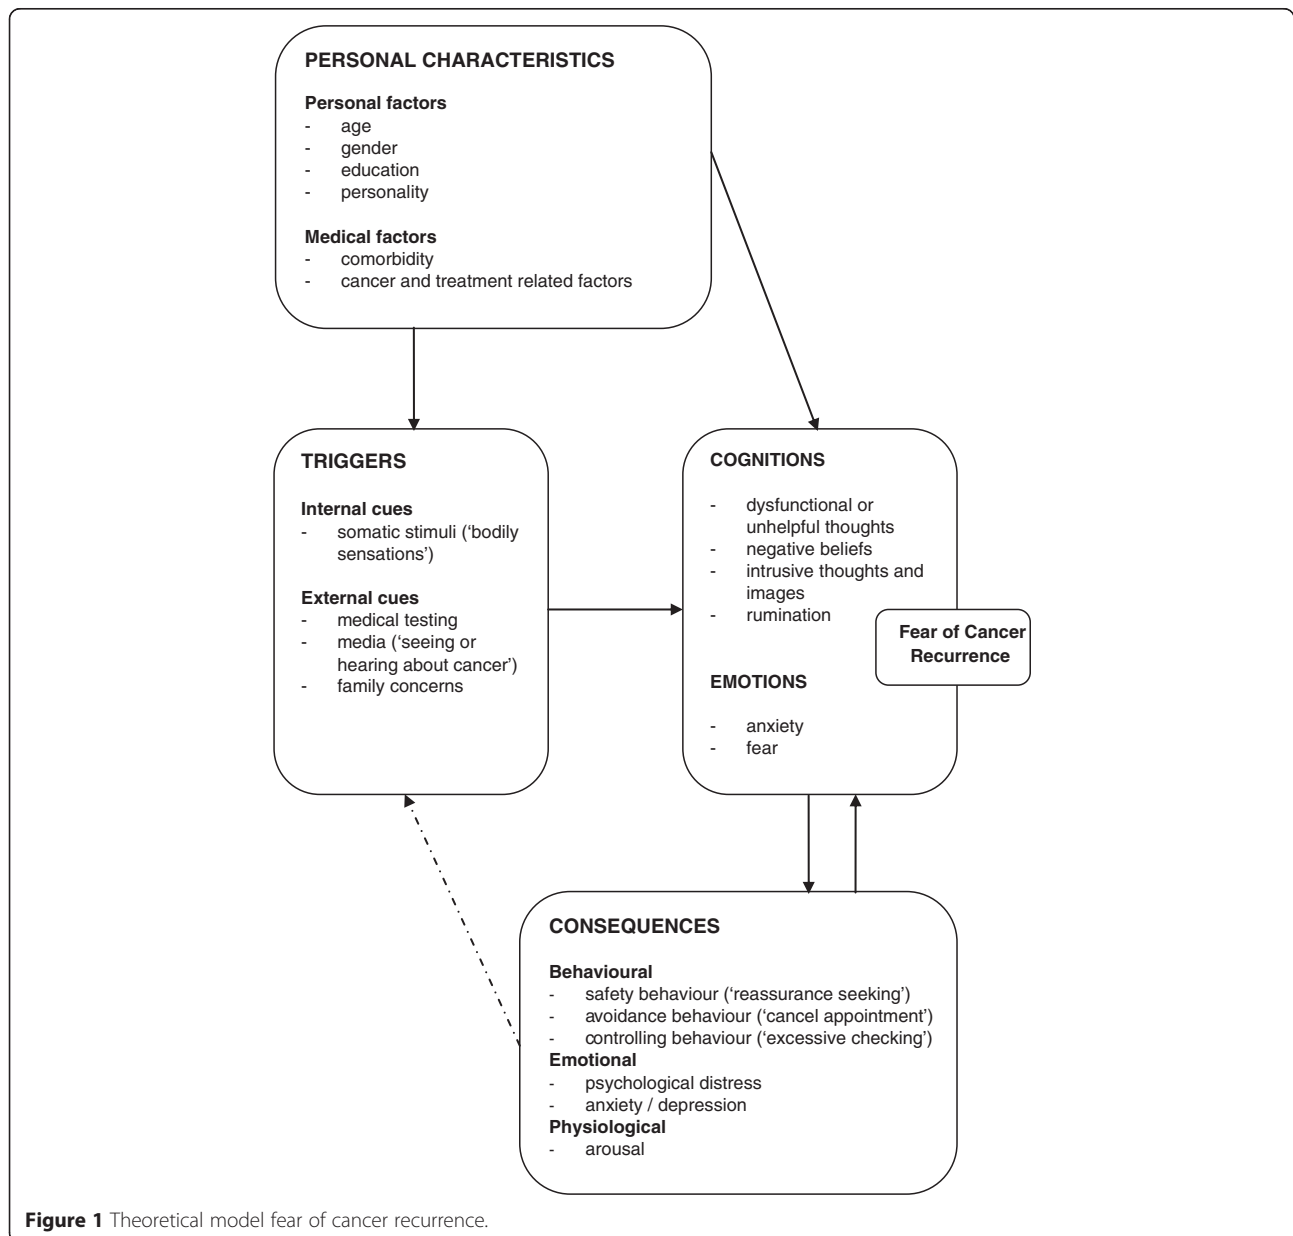 PERSONAL CHARACTERISTICS
Personal factors
- age
- gender
- education
- personality
Medical factors
- comorbidity
- cancer and treatment related factors
TRIGGERS
Internal cues
- somatic stimuli (‘bodily
sensations’)
External cues
- medical testing
- media (‘seeing or
hearing about cancer’)
- family concerns
COGNITIONS
- dysfunctional or
unhelpful thoughts
- negative beliefs
- intrusive thoughts and
images
- rumination
Fear of Cancer
Recurrence
EMOTIONS
- anxiety
- fear
CONSEQUENCES
Behavioural
- safety behaviour (‘reassurance seeking’)
- avoidance behaviour (‘cancel appointment’)
- controlling behaviour (‘excessive checking’)
Emotional
- psychological distress
- anxiety / depression
Physiological
- arousal
Figure 1 Theoretical model fear of cancer recurrence.